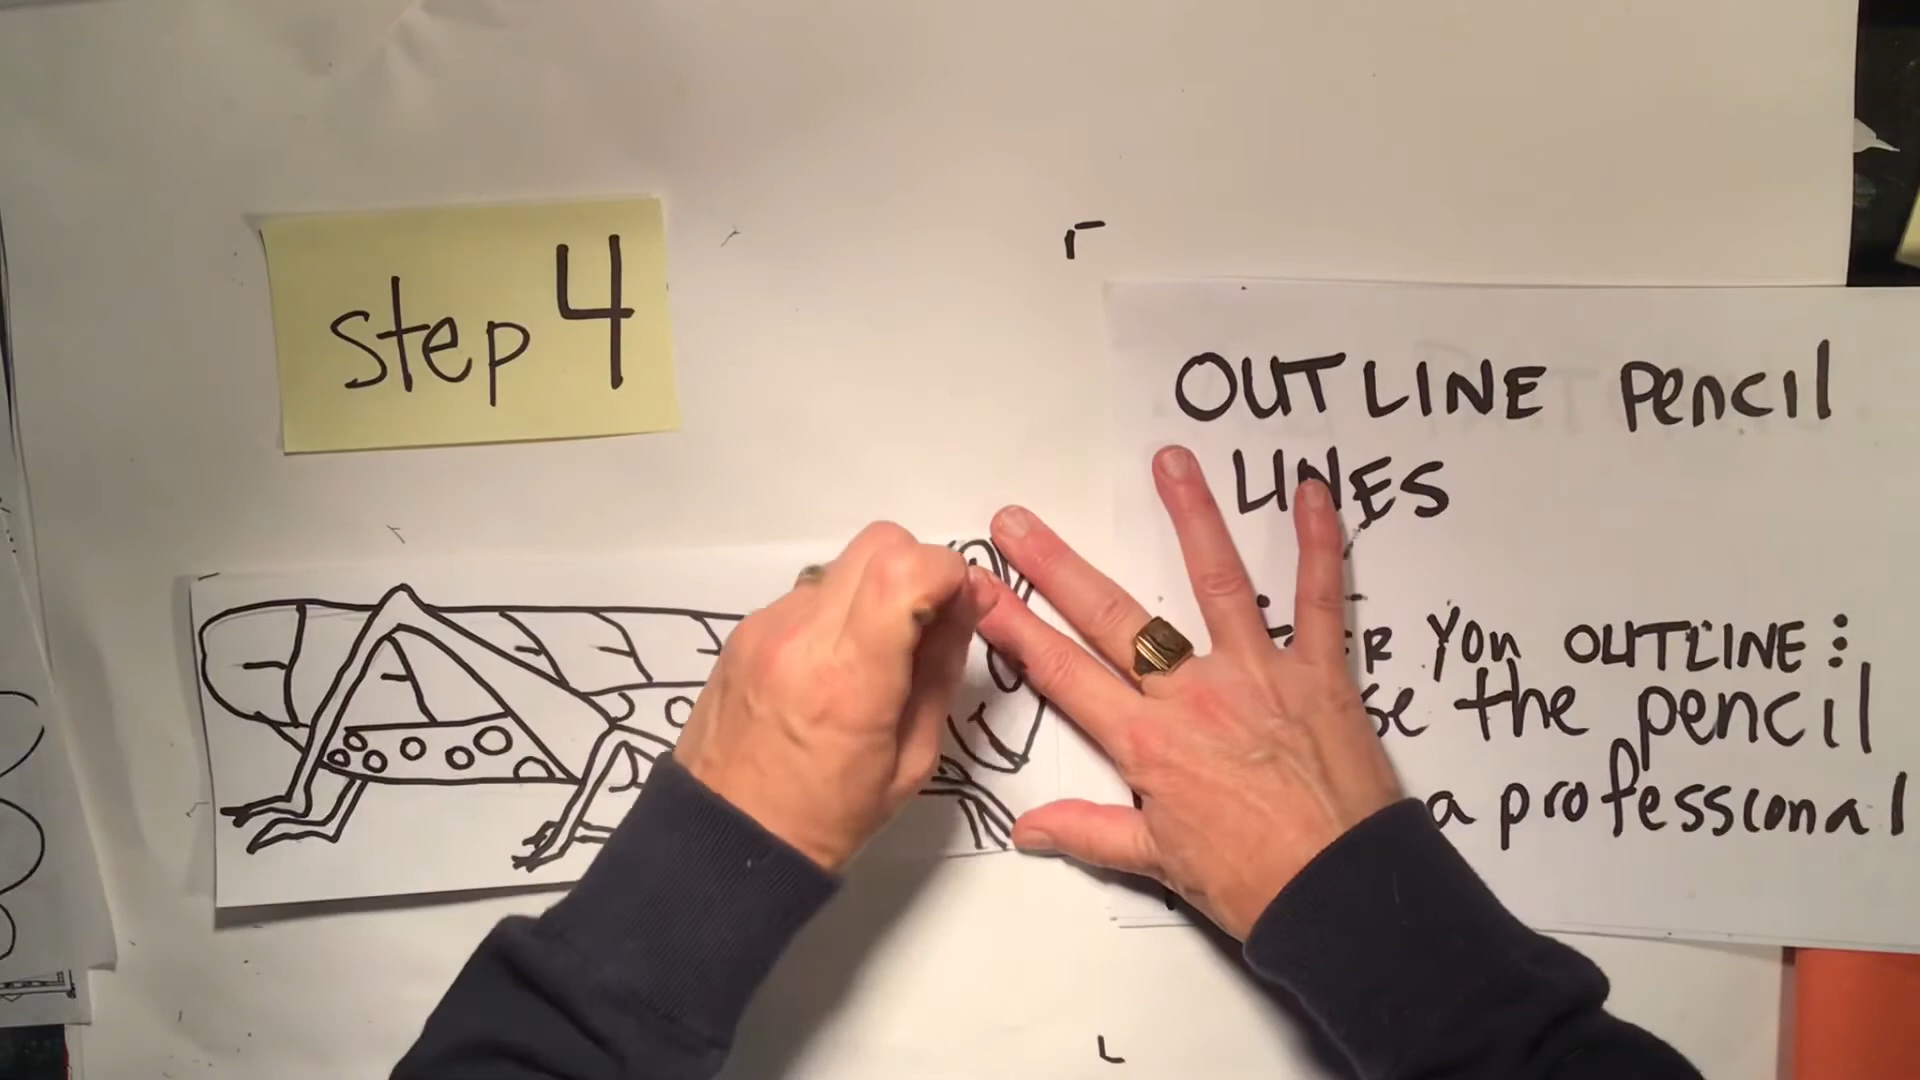 step 4
OUTLINE pencil
LINES
YOU OUTLINE:
the pencil
a professional